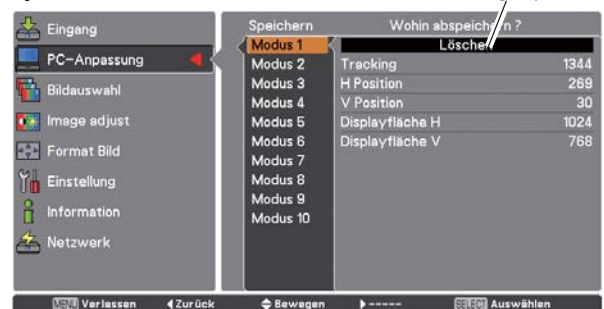 Eingang
PC-Anpassung
Bildauswahl
Image adjust
Format Bild
Einstellung
Information
Netzwerk
Speichern
Modus 1
Modus 2
Modus 3
Modus 4
Modus 5
Modus 6
Modus 7
Modus 8
Modus 9
Modus 10
Wohin abspeichern ?
Löschen
Tracking 1344
H Position 269
V Position 30
Displayfläche H 1024
Displayfläche V 768
MENU Verlassen ◀Zurück Bewegen ▶----- SELECT Auswählen